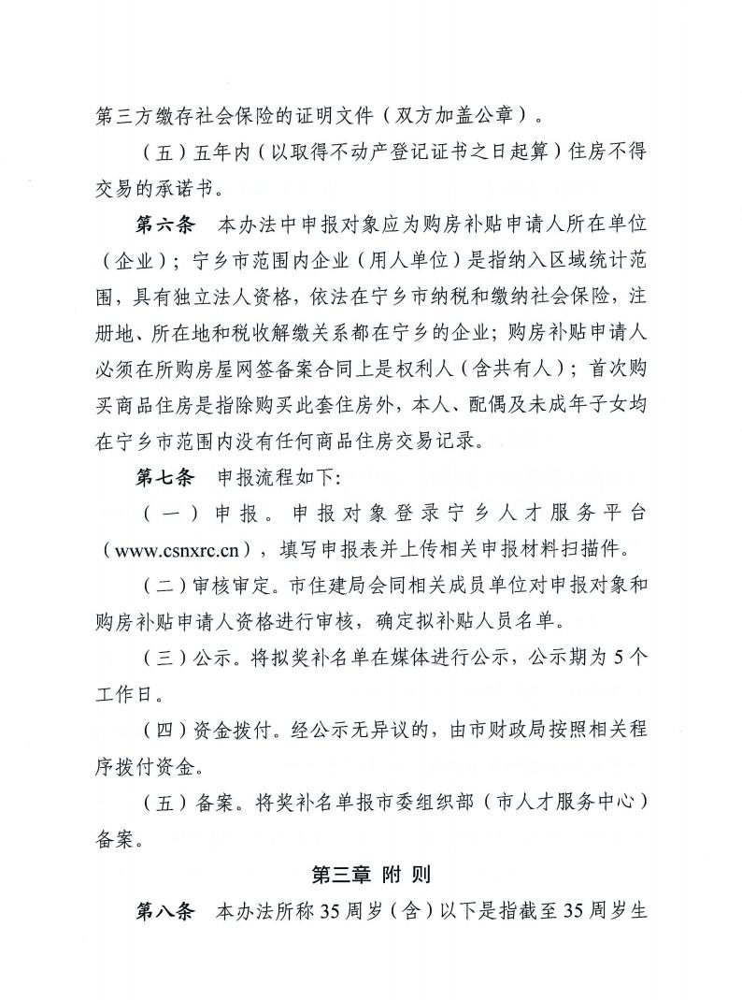 第三方缴存社会保险的证明文件（双方加盖公章）。
（五）五年内（以取得不动产登记证书之日起算）住房不得
交易的承诺书。
第六条 本办法中申报对象应为购房补贴申请人所在单位
（企业）；宁乡市范围内企业（用人单位）是指纳入区域统计范
围，具有独立法人资格，依法在宁乡市纳税和缴纳社会保险，注
册地、所在地和税收解缴关系都在宁乡的企业；购房补贴申请人
必须在所购房屋网签备案合同上是权利人（含共有人）；首次购
买商品住房是指除购买此套住房外，本人、配偶及未成年子女均
在宁乡市范围内没有任何商品住房交易记录。
第七条 申报流程如下：
（一）申报。申报对象登录宁乡人才服务平台
（www.csnxrc.cn），填写申报表并上传相关申报材料扫描件。
（二）审核审定。市住建局会同相关成员单位对申报对象和
购房补贴申请人资格进行审核，确定拟补贴人员名单。
（三）公示。将拟奖补名单在媒体进行公示，公示期为 5 个
工作日。
（四）资金拨付。经公示无异议的，由市财政局按照相关程
序拨付资金。
（五）备案。将奖补名单报市委组织部（市人才服务中心）
备案。
第三章 附 则
第八条 本办法所称 35 周岁（含）以下是指截至 35 周岁生